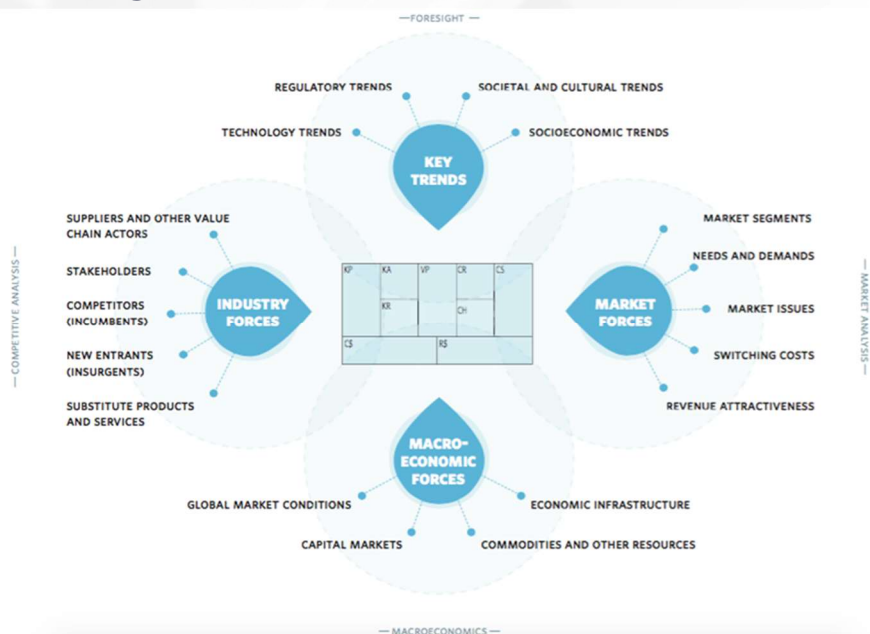 — FORESIGHT —
REGULATORY TRENDS
SOCIETAL AND CULTURAL TRENDS
TECHNOLOGY TRENDS
SOCIOECONOMIC TRENDS
KEY
TRENDS
SUPPLIERS AND OTHER VALUE
CHAIN ACTORS
STAKEHOLDERS
COMPETITORS
(INCUMBENTS)
NEW ENTRANTS
(INSURGENTS)
SUBSTITUTE PRODUCTS
AND SERVICES
INDUSTRY
FORCES
— COMPETITIVE ANALYSIS —
KP
KA
VP
CR
CS
KR
CH
C$
R$
MARKET
FORCES
MARKET SEGMENTS
NEEDS AND DEMANDS
MARKET ISSUES
SWITCHING COSTS
REVENUE ATTRACTIVENESS
— MARKET ANALYSIS —
MACRO-
ECONOMIC
FORCES
GLOBAL MARKET CONDITIONS
ECONOMIC INFRASTRUCTURE
CAPITAL MARKETS
COMMODITIES AND OTHER RESOURCES
— MACROECONOMICS —